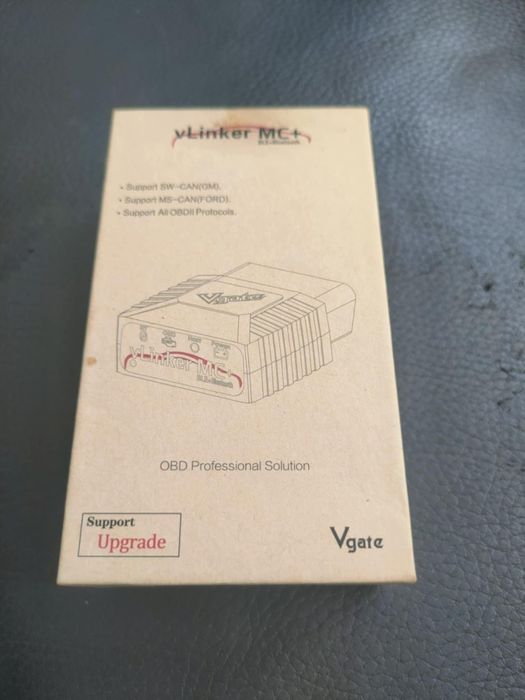 vLinker MC+
• Support SW-CAN(GM).
• Support MS-CAN(FORD).
• Support All OBDII Protocols.
Vgate
Power
vLinker MC+
OBD Professional Solution
Support
Upgrade
Vgate